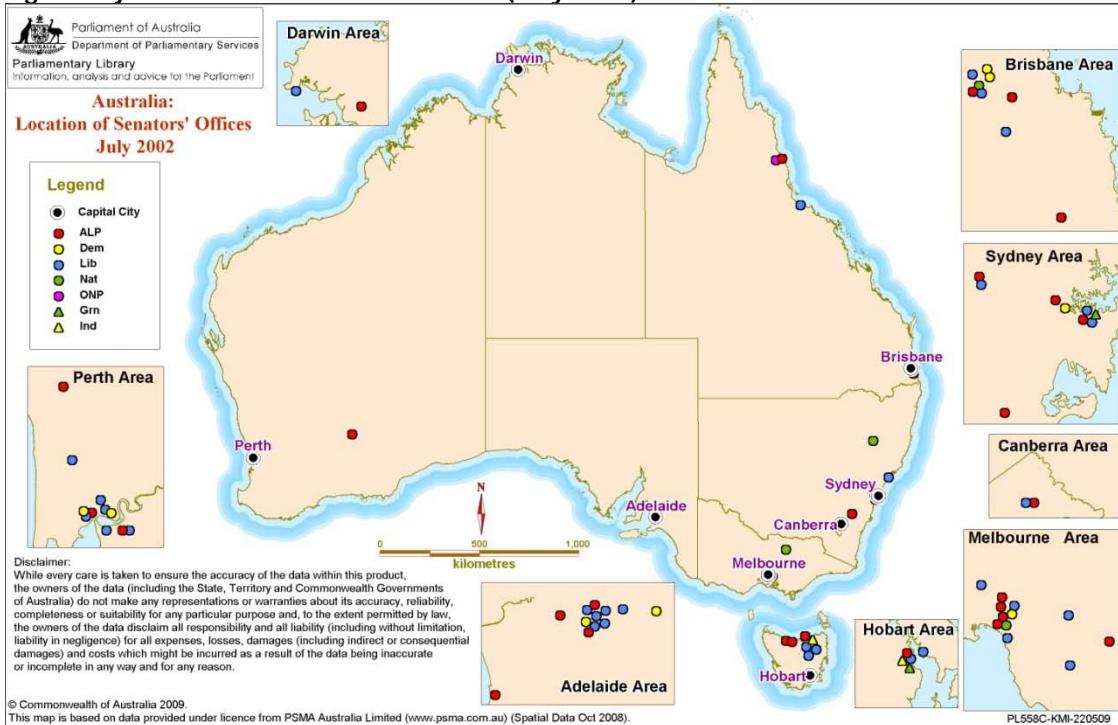 Parliament of Australia
Department of Parliamentary Services
AUSTRALIA
Parliamentary Library
Information, analysis and advice for the Parliament
Australia:
Location of Senators' Offices
July 2002
Legend
Capital City
ALP
Dem
Lib
Nat
ONP
Grn
Ind
Darwin Area
Darwin
Brisbane Area
Sydney Area
Brisbane
Perth Area
Perth
Canberra Area
Sydney
Adelaide
Canberra
N
0 500 1,000
kilometres
Melbourne
Melbourne Area
Hobart Area
Hobart
Adelaide Area
Disclaimer:
While every care is taken to ensure the accuracy of the data within this product,
the owners of the data (including the State, Territory and Commonwealth Governments
of Australia) do not make any representations or warranties about its accuracy, reliability,
completeness or suitability for any particular purpose and, to the extent permitted by law,
the owners of the data disclaim all responsibility and all liability (including without limitation,
liability in negligence) for all expenses, losses, damages (including indirect or consequential
damages) and costs which might be incurred as a result of the data being inaccurate
or incomplete in any way and for any reason.
© Commonwealth of Australia 2009.
This map is based on data provided under licence from PSMA Australia Limited (www.psma.com.au) (Spatial Data Oct 2008).